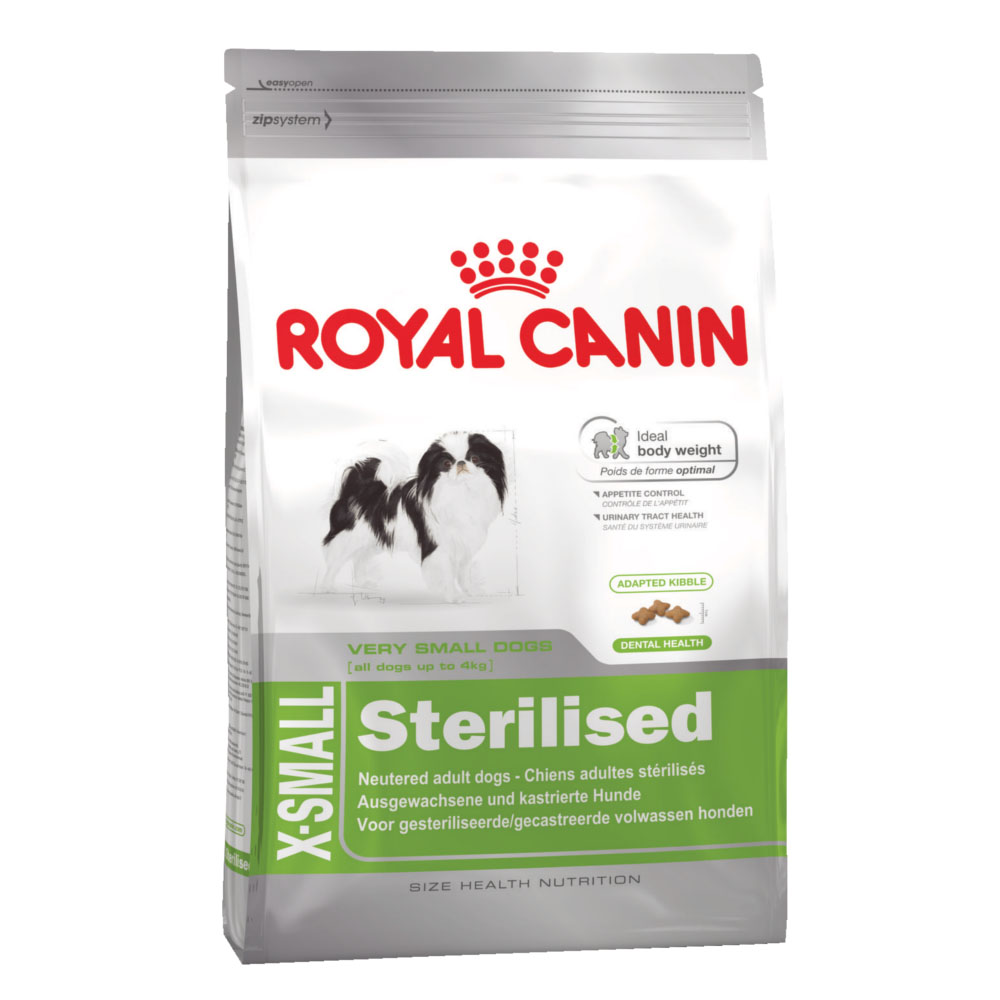 easyopen
zipsystem
ROYAL CANIN
Ideal
body weight
Poids de forme optimal
APPETITE CONTROL
CONTRÔLE DE L'APPÉTIT
URINARY TRACT HEALTH
SANTÉ DU SYSTÈME URINAIRE
ADAPTED KIBBLE
DENTAL HEALTH
VERY SMALL DOGS
[all dogs up to 4kg]
X-SMALL
Sterilised
Neutered adult dogs - Chiens adultes stérilisés
Ausgewachsene und kastrierte Hunde
Voor gesteriliseerde/gecastreerde volwassen honden
SIZE HEALTH NUTRITION